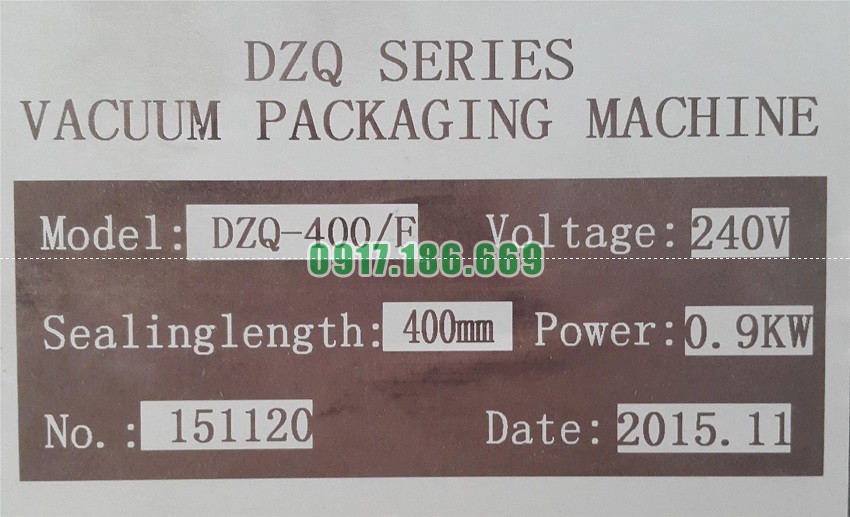 DZQ SERIES
VACUUM PACKAGING MACHINE
Model: DZQ-400/F Voltage: 240V
0917.186.669
Sealinglength: 400mm Power: 0.9KW
No.: 151120 Date: 2015.11